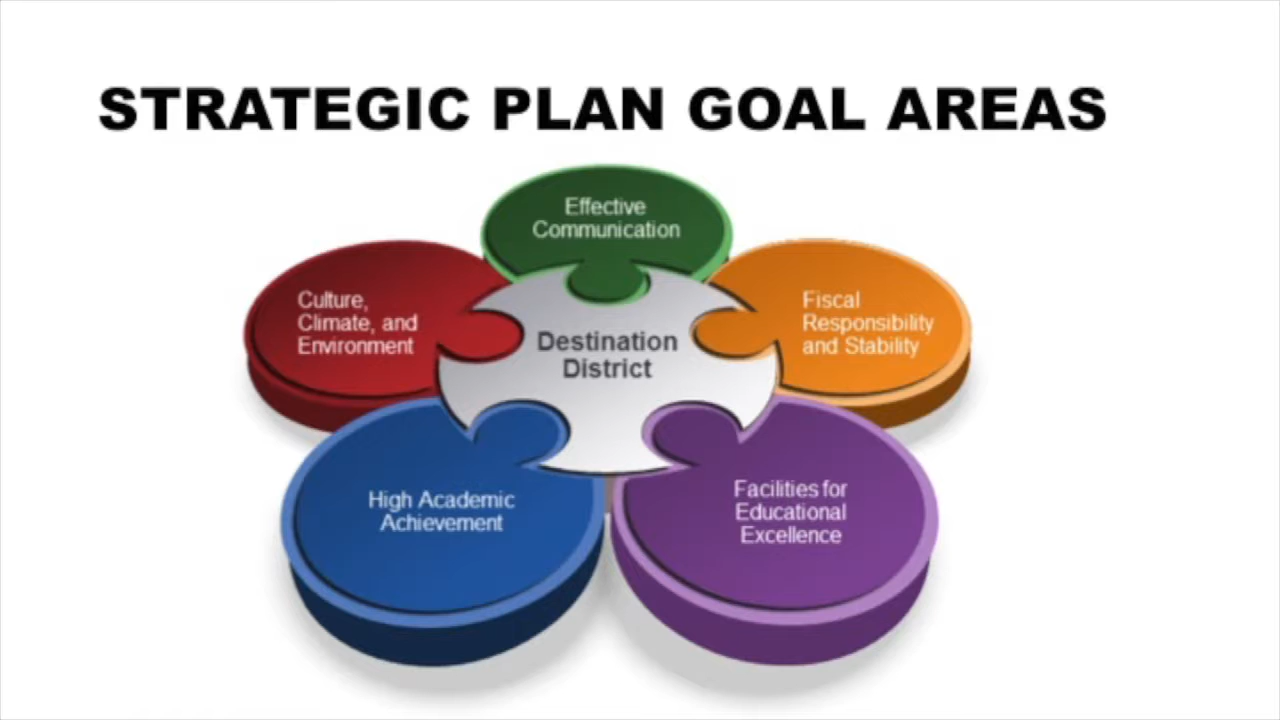 STRATEGIC PLAN GOAL AREAS
Effective
Communication
Culture,
Climate, and
Environment
Fiscal
Responsibility
and Stability
Destination
District
High Academic
Achievement
Facilities for
Educational
Excellence